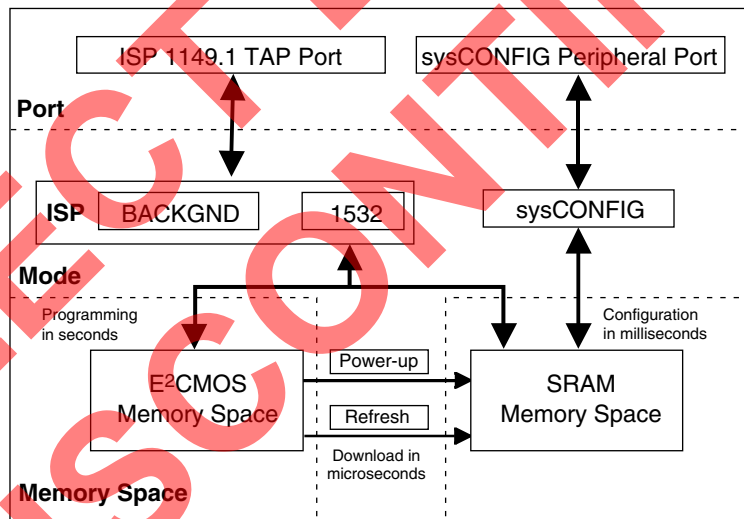 ISP 1149.1 TAP Port
sysCONFIG Peripheral Port
Port
ISP
BACKGND
1532
sysCONFIG
Mode
Programming
in seconds
Configuration
in milliseconds
E²CMOS
Memory Space
Power-up
Refresh
Download in
microseconds
SRAM
Memory Space
Memory Space